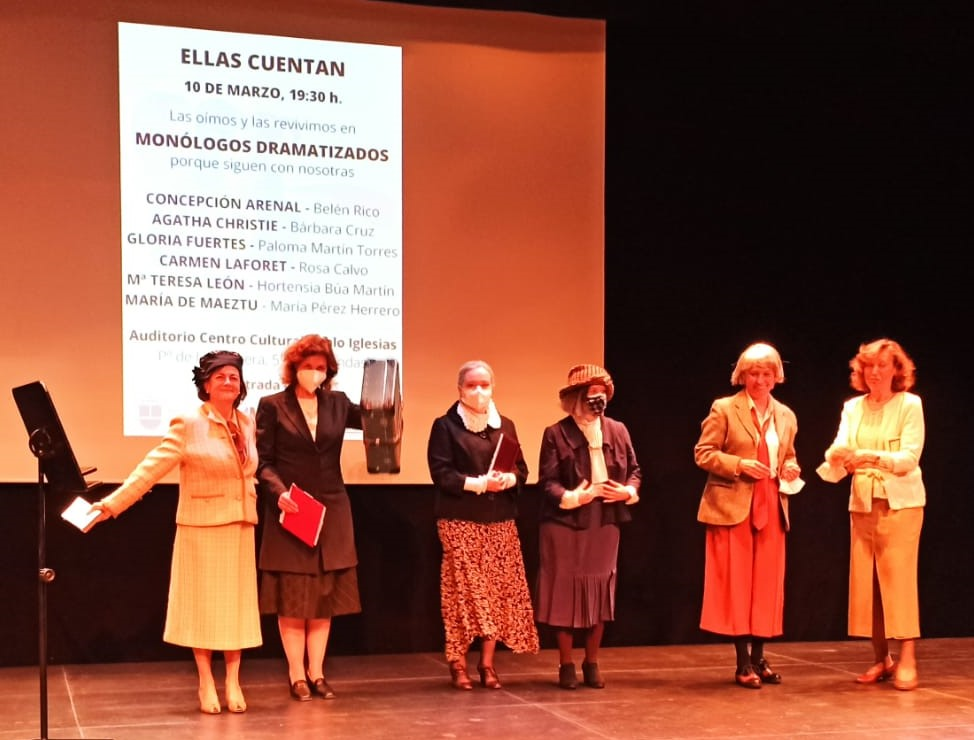 ELLAS CUENTAN
10 DE MARZO, 19:30 h.
Las oímos y las revivimos en
MONÓLOGOS DRAMATIZADOS
porque siguen con nosotras
CONCEPCIÓN ARENAL - Belén Rico
AGATHA CHRISTIE - Bárbara Cruz
GLORIA FUERTES - Paloma Martín Torres
CARMEN LAFORET - Rosa Calvo
Mª TERESA LEÓN - Hortensia Búa Martín
MARÍA DE MAEZTU - María Pérez Herrero
Auditorio Centro Cultural Iglesias
Pº de